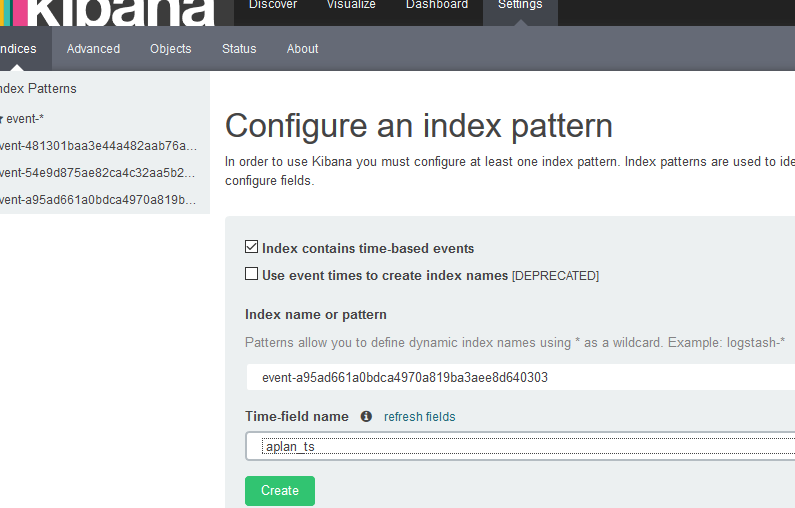 kibana
Discover Visualize Dashboard Settings
ndices Advanced Objects Status About
ndex Patterns
event-*
vent-481301baa3e44a482aab76a...
vent-54e9d875ae82ca4c32aa5b2...
vent-a95ad661a0bdca4970a819b...
Configure an index pattern
In order to use Kibana you must configure at least one index pattern. Index patterns are used to ide
configure fields.
Index contains time-based events
Use event times to create index names [DEPRECATED]
Index name or pattern
Patterns allow you to define dynamic index names using * as a wildcard. Example: logstash-*
event-a95ad661a0bdca4970a819ba3aee8d640303
Time-field name refresh fields
aplan_ts
Create